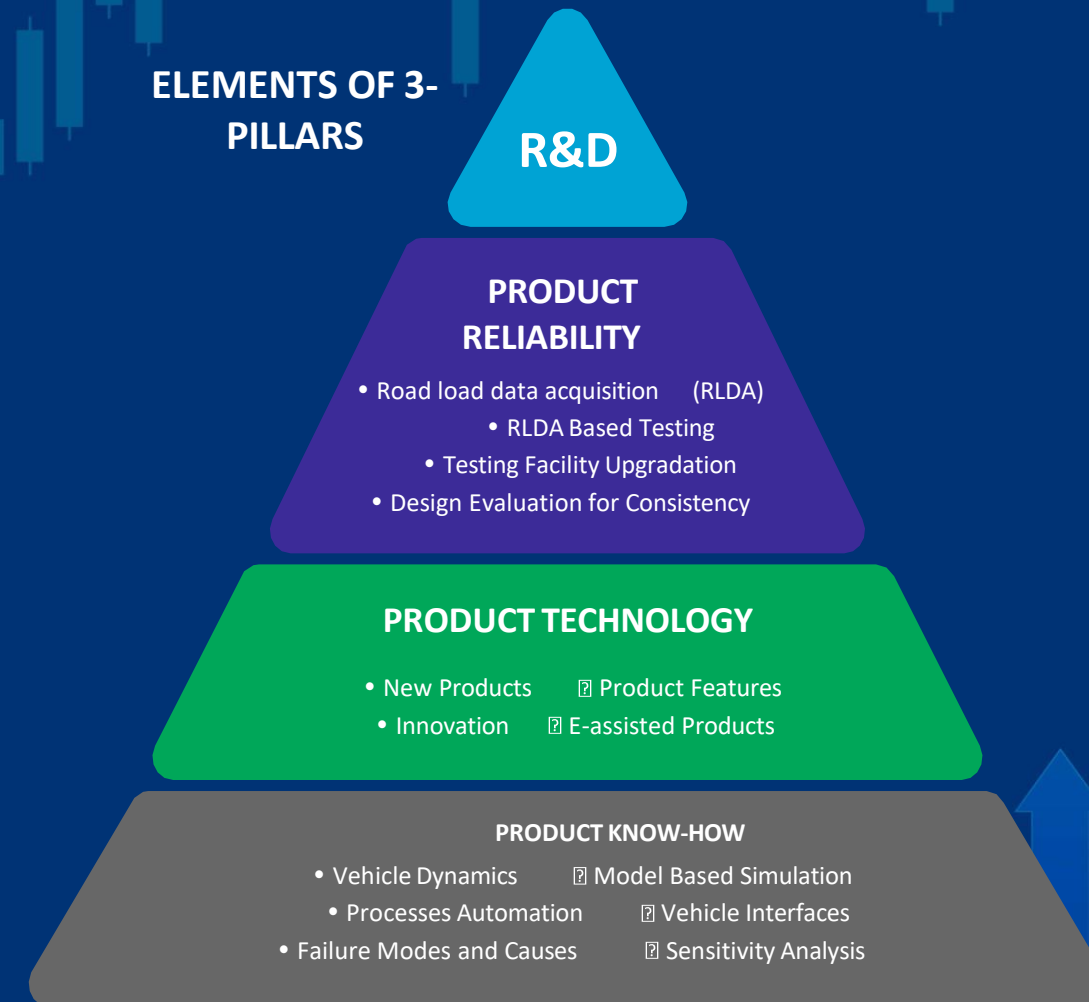 ELEMENTS OF 3-
PILLARS
R&D
PRODUCT
RELIABILITY
• Road load data acquisition (RLDA)
• RLDA Based Testing
• Testing Facility Upgradation
• Design Evaluation for Consistency
PRODUCT TECHNOLOGY
• New Products ⍰ Product Features
• Innovation ⍰ E-assisted Products
PRODUCT KNOW-HOW
• Vehicle Dynamics ⍰ Model Based Simulation
• Processes Automation ⍰ Vehicle Interfaces
• Failure Modes and Causes ⍰ Sensitivity Analysis